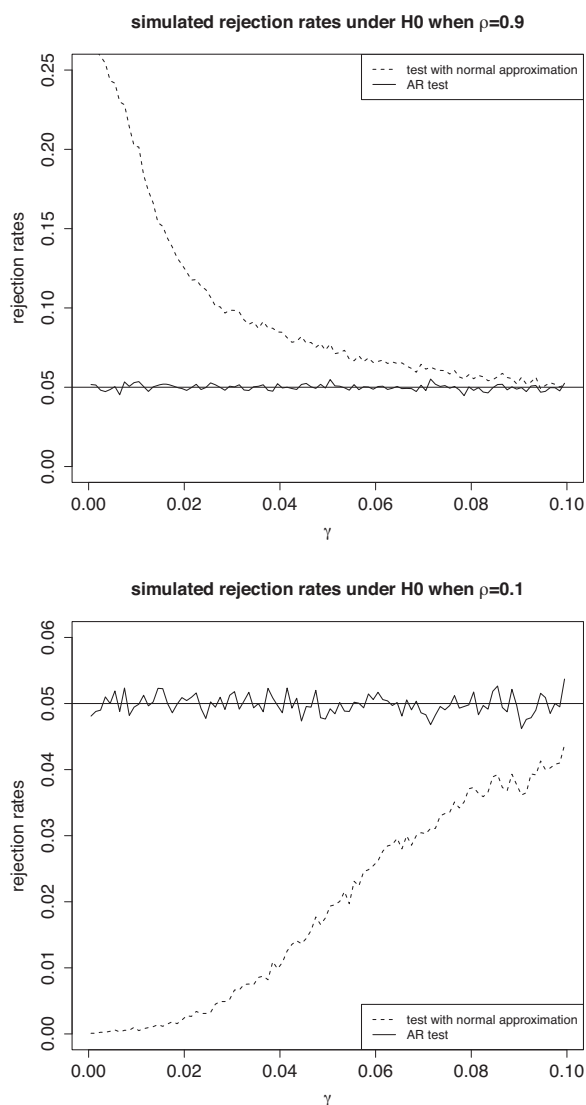 simulated rejection rates under H0 when ρ=0.9
test with normal approximation
AR test
rejection rates
0.25
0.20
0.15
0.10
0.05
0.00
0.00 0.02 0.04 0.06 0.08 0.10
γ
simulated rejection rates under H0 when ρ=0.1
rejection rates
0.06
0.05
0.04
0.03
0.02
0.01
0.00
test with normal approximation
AR test
0.00 0.02 0.04 0.06 0.08 0.10
γ